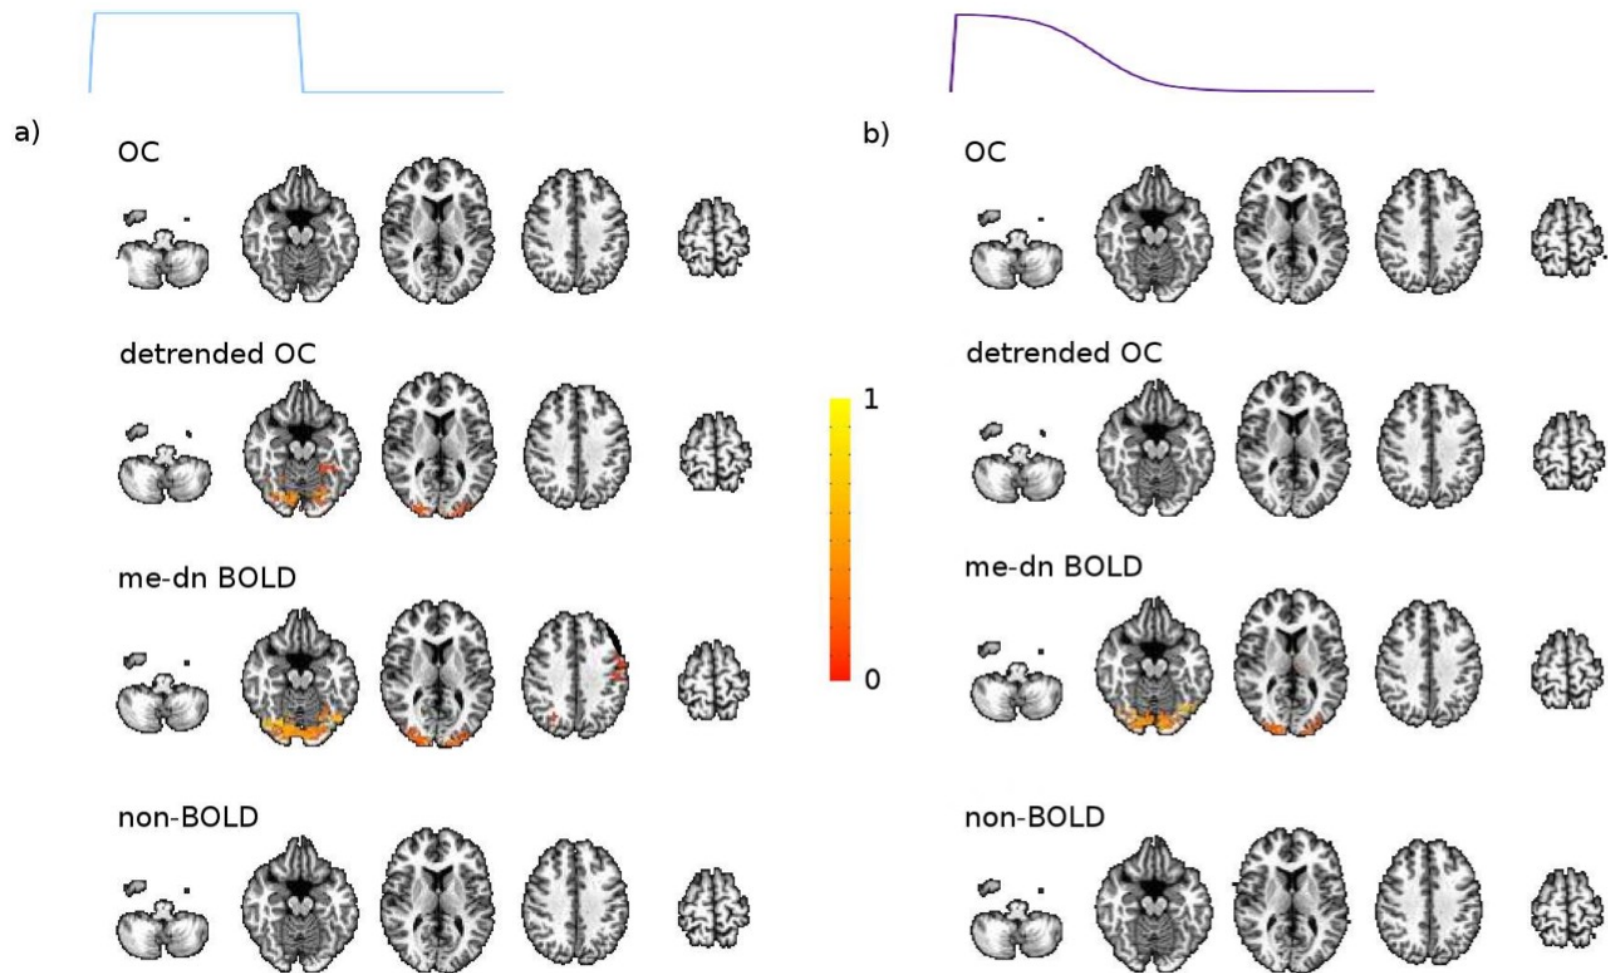 a)
OC
detrended OC
me-dn BOLD
non-BOLD
1
0
b)
OC
detrended OC
me-dn BOLD
non-BOLD